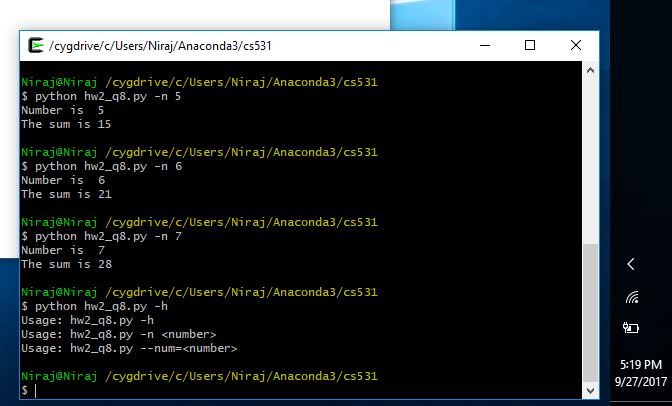 /cygdrive/c/Users/Niraj/Anaconda3/cs531
Niraj@Niraj /cygdrive/c/Users/Niraj/Anaconda3/cs531
$ python hw2_q8.py -n 5
Number is  5
The sum is 15
Niraj@Niraj /cygdrive/c/Users/Niraj/Anaconda3/cs531
$ python hw2_q8.py -n 6
Number is  6
The sum is 21
Niraj@Niraj /cygdrive/c/Users/Niraj/Anaconda3/cs531
$ python hw2_q8.py -n 7
Number is  7
The sum is 28
Niraj@Niraj /cygdrive/c/Users/Niraj/Anaconda3/cs531
$ python hw2_q8.py -h
Usage: hw2_q8.py -h
Usage: hw2_q8.py -n <number>
Usage: hw2_q8.py --num=<number>
Niraj@Niraj /cygdrive/c/Users/Niraj/Anaconda3/cs531
$
5:19 PM
9/27/2017